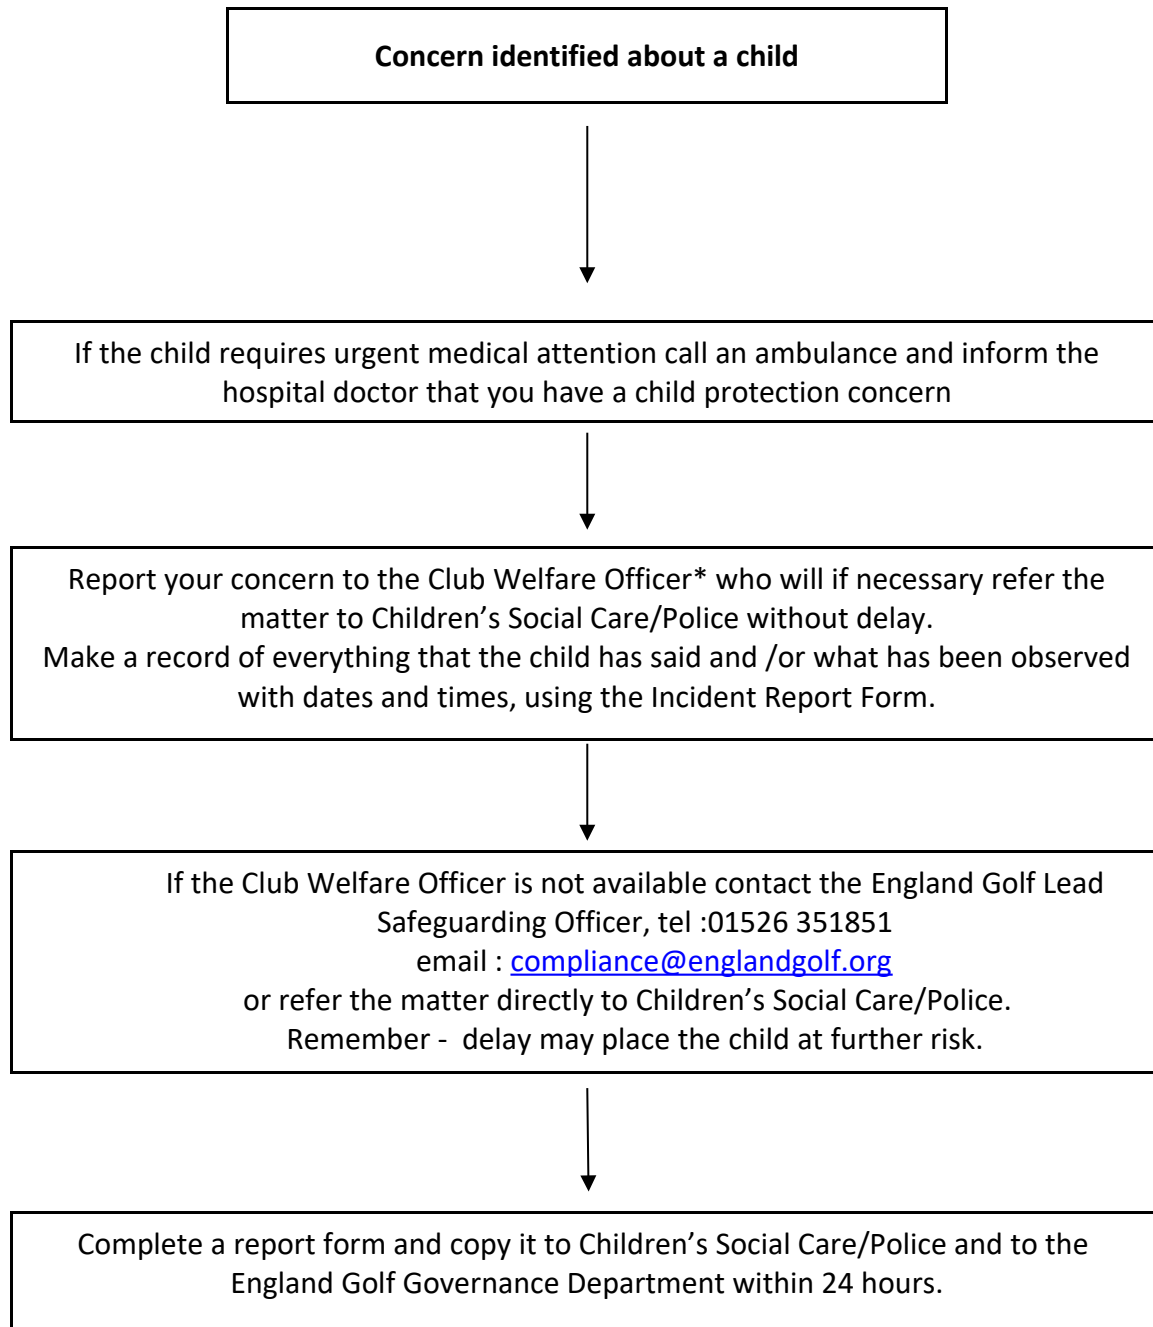 Concern identified about a child
If the child requires urgent medical attention call an ambulance and inform the
hospital doctor that you have a child protection concern
Report your concern to the Club Welfare Officer* who will if necessary refer the
matter to Children’s Social Care/Police without delay.
Make a record of everything that the child has said and /or what has been observed
with dates and times, using the Incident Report Form.
If the Club Welfare Officer is not available contact the England Golf Lead
Safeguarding Officer, tel :01526 351851
email : compliance@englandgolf.org
or refer the matter directly to Children’s Social Care/Police.
Remember -  delay may place the child at further risk.
Complete a report form and copy it to Children’s Social Care/Police and to the
England Golf Governance Department within 24 hours.